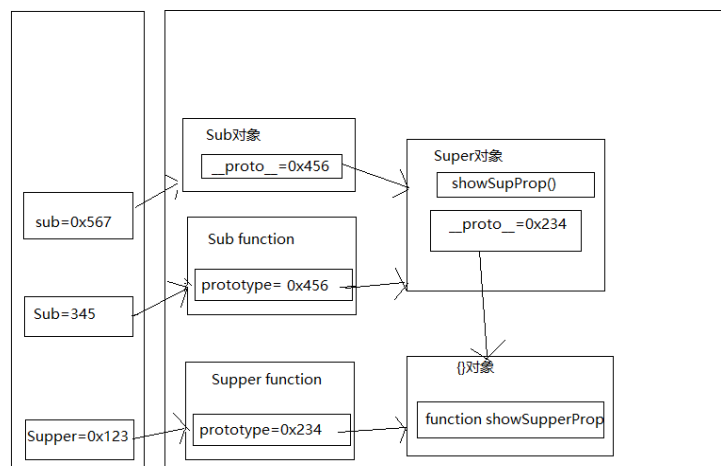 Sub对象
__proto__=0x456
Super对象
showSupProp()
__proto__=0x234
sub=0x567
Sub function
prototype= 0x456
Sub=345
{}对象
Supper function
function showSupperProp
prototype=0x234
Supper=0x123